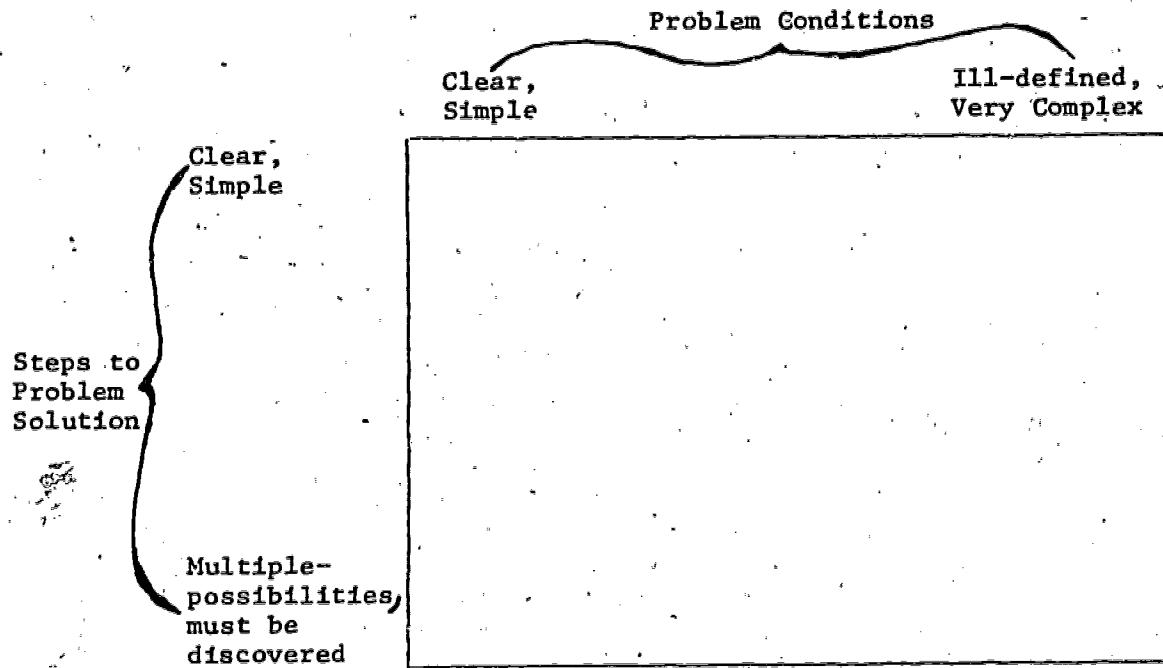 Problem Conditions
Clear,
Simple
Ill-defined,
Very Complex
Clear,
Simple
Steps to
Problem
Solution
Multiple-
possibilities,
must be
discovered